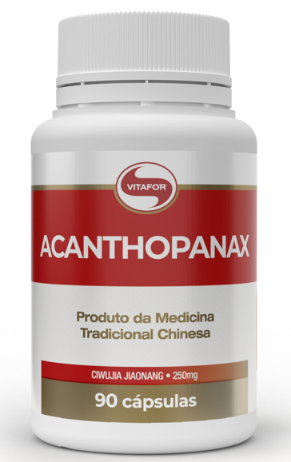 VITAFOR
ACANTHOPANAX
Produto da Medicina
Tradicional Chinesa
CIWUJIA JIAONANG • 250mg
90 cápsulas